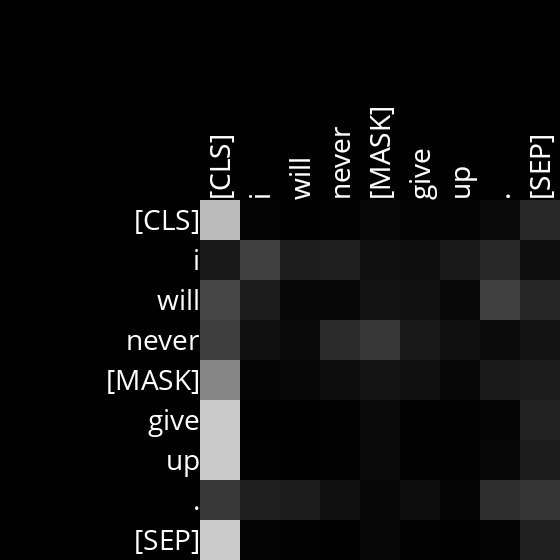 [CLS] i will never [MASK] give up . [SEP]
[CLS]
i
will
never
[MASK]
give
up
.
[SEP]